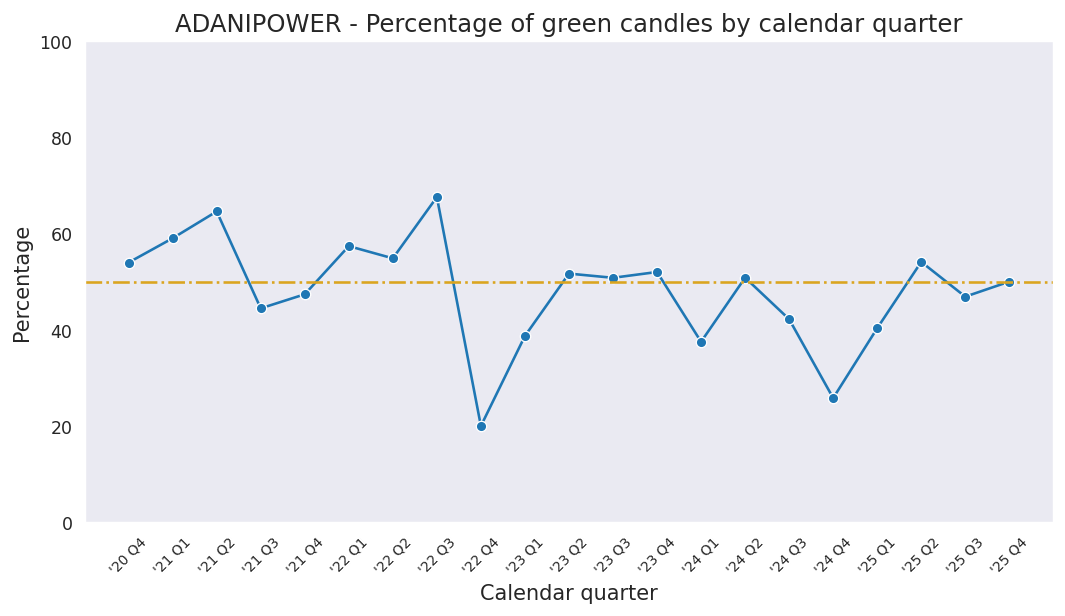 ADANIPOWER - Percentage of green candles by calendar quarter
100
80
60
40
20
0
Percentage
'20 Q4
'21 Q1
'21 Q2
'21 Q3
'21 Q4
'22 Q1
'22 Q2
'22 Q3
'22 Q4
'23 Q1
'23 Q2
'23 Q3
'23 Q4
'24 Q1
'24 Q2
'24 Q3
'24 Q4
'25 Q1
'25 Q2
'25 Q3
'25 Q4
Calendar quarter